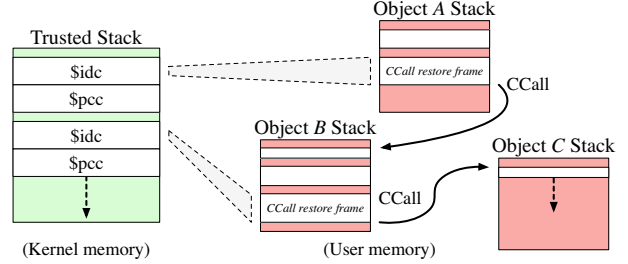 Trusted Stack
$idc
$pcc
$idc
$pcc
(Kernel memory)
Object A Stack
CCall restore frame
CCall
Object B Stack
CCall restore frame
CCall
Object C Stack
(User memory)